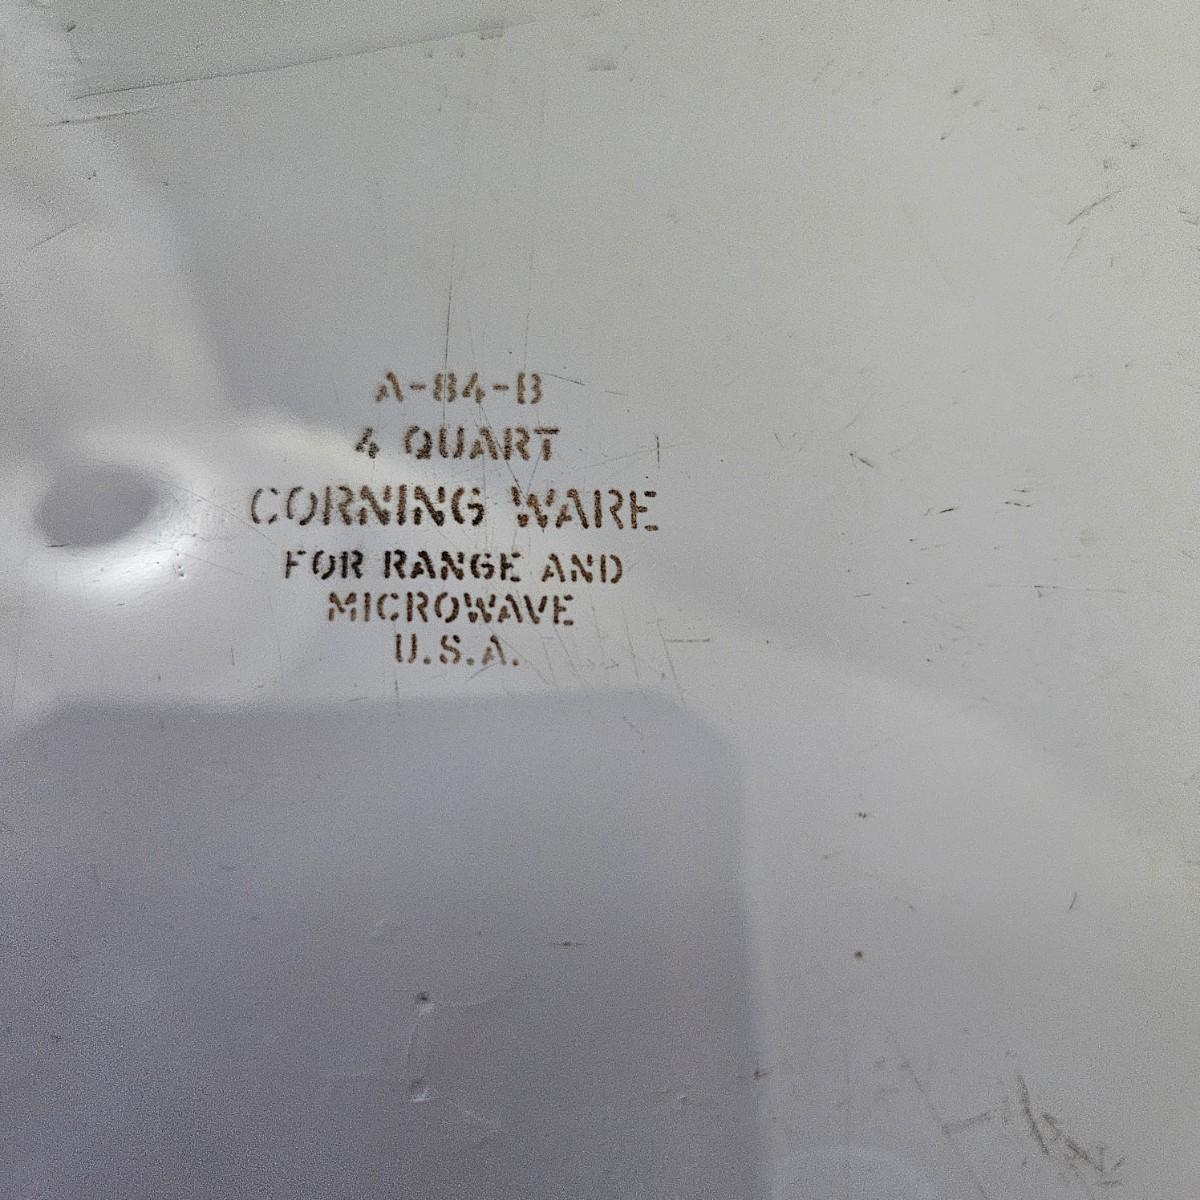 A-84-B
4 QUART
CORNING WARE
FOR RANGE AND
MICROWAVE
U.S.A.